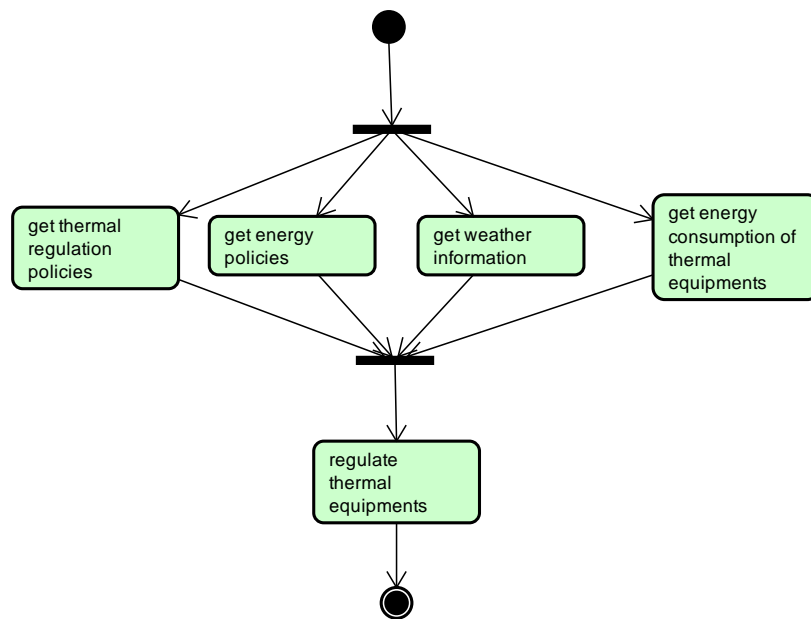 get thermal
regulation
policies
get energy
policies
get weather
information
get energy
consumption of
thermal
equipments
regulate
thermal
equipments